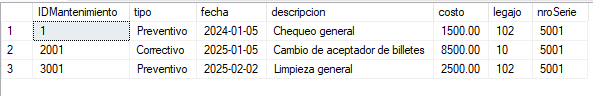 IDMantenimiento tipo fecha descripcion costo legajo nroSerie
1 1 Preventivo 2024-01-05 Chequeo general 1500.00 102 5001
2 2001 Correctivo 2025-01-05 Cambio de aceptador de billetes 8500.00 10 5001
3 3001 Preventivo 2025-02-02 Limpieza general 2500.00 102 5001